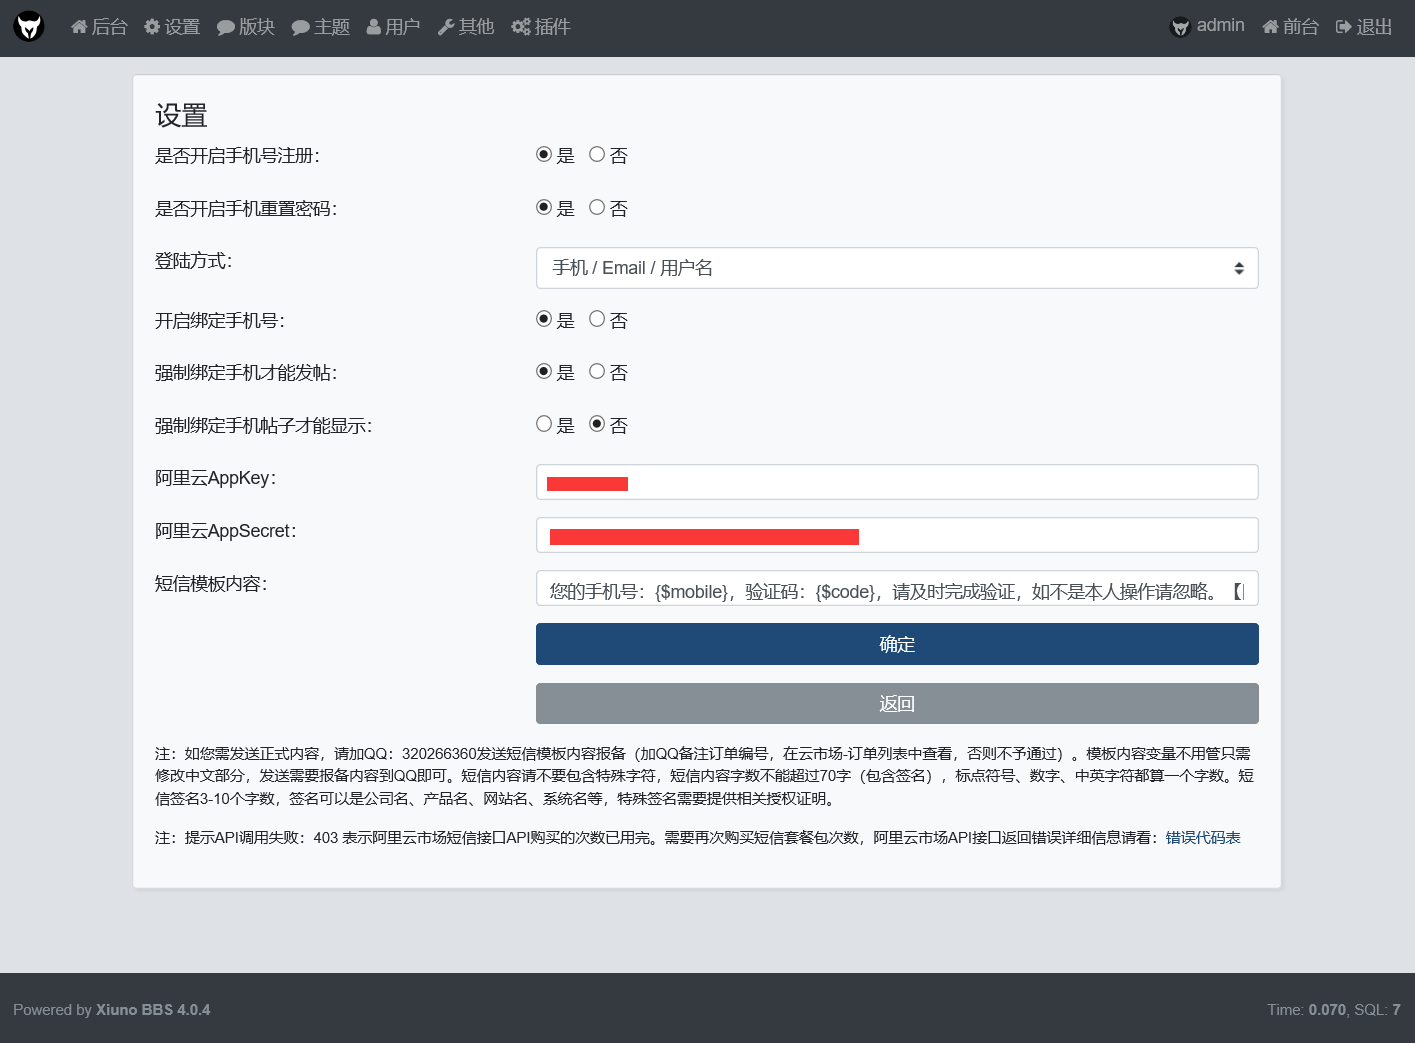 后台 设置 版块 主题 用户 其他 插件 admin 前台 退出
设置
是否开启手机号注册： 是 否
是否开启手机重置密码： 是 否
登陆方式： 手机 / Email / 用户名
开启绑定手机号： 是 否
强制绑定手机才能发帖： 是 否
强制绑定手机帖子才能显示： 是 否
阿里云AppKey：
阿里云AppSecret：
短信模板内容： 您的手机号：{$mobile}，验证码：{$code}，请及时完成验证，如不是本人操作请忽略。【
确定
返回
注：如您需发送正式内容，请加QQ：320266360发送短信模板内容报备（加QQ备注订单编号，在云市场-订单列表中查看，否则不予通过）。模板内容变量不用管只需
修改中文部分，发送需要报备内容到QQ即可。短信内容请不要包含特殊字符，短信内容字数不能超过70字（包含签名），标点符号、数字、中英字符都算一个字数。短
信签名3-10个字数，签名可以是公司名、产品名、网站名、系统名等，特殊签名需要提供相关授权证明。
注：提示API调用失败：403 表示阿里云市场短信接口API购买的次数已用完。需要再次购买短信套餐包次数，阿里云市场API接口返回错误详细信息请看：错误代码表
Powered by Xiuno BBS 4.0.4
Time: 0.070, SQL: 7